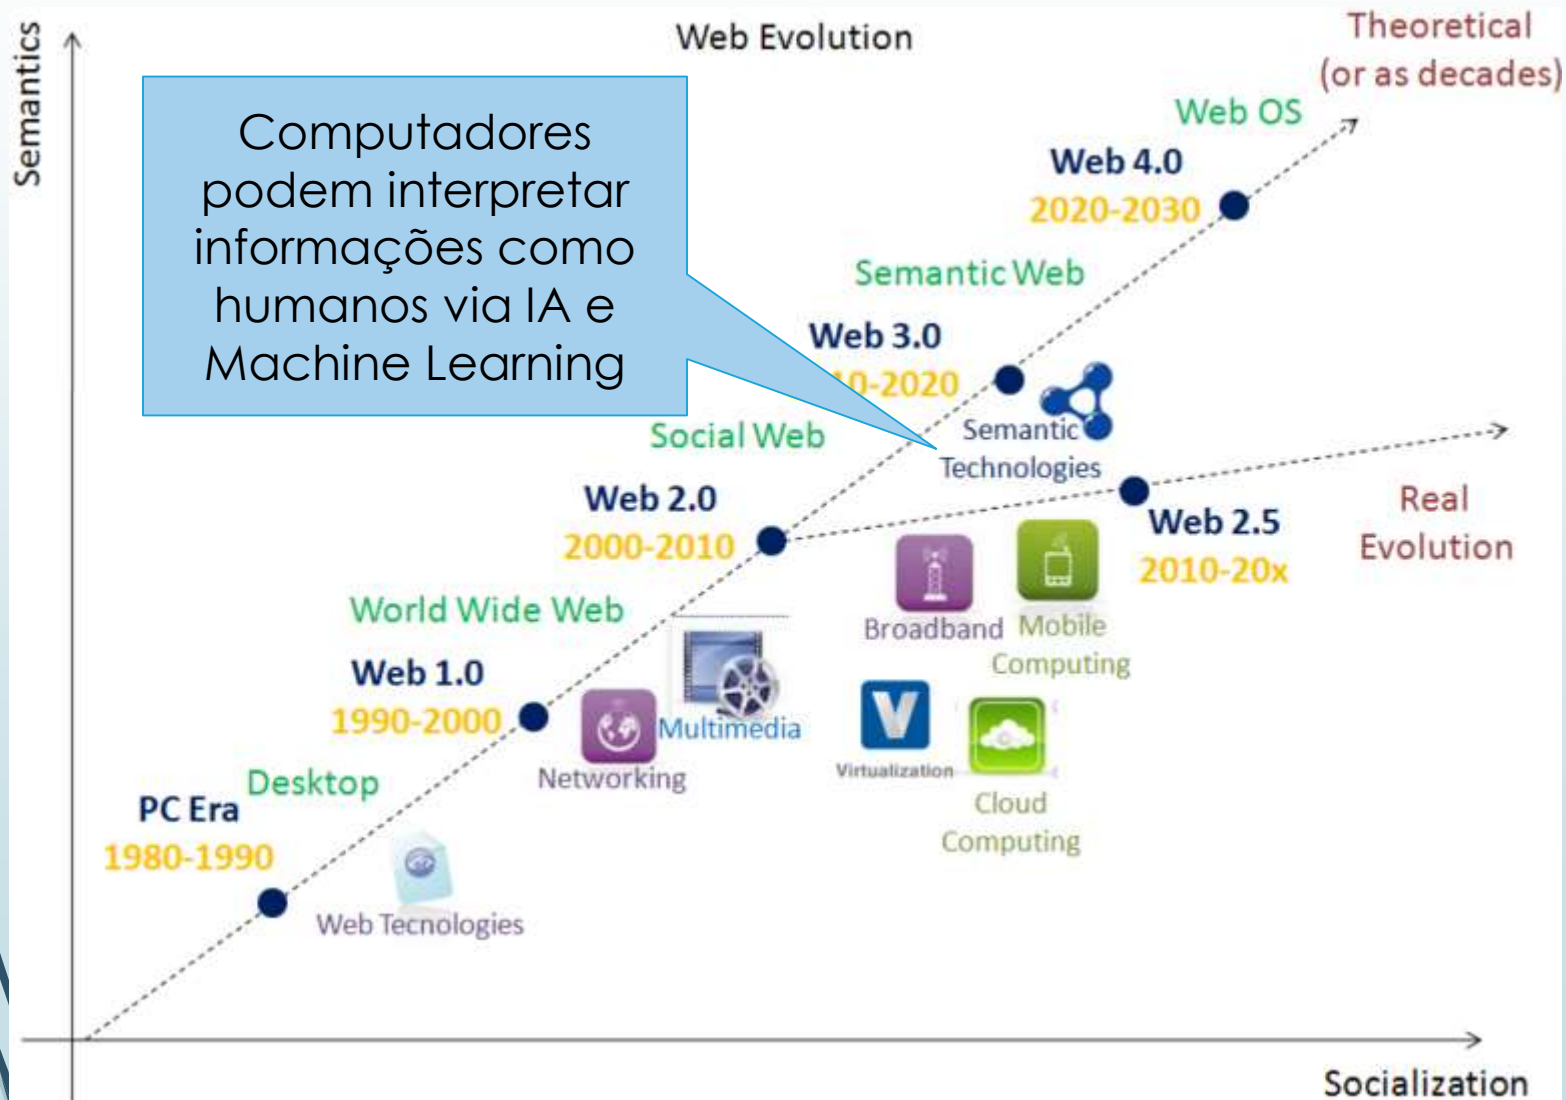 Semantics
Web Evolution
Theoretical
(or as decades)
Computadores
podem interpretar
informações como
humanos via IA e
Machine Learning
Web OS
Web 4.0
2020-2030
Semantic Web
Web 3.0
10-2020
Semantic
Technologies
Social Web
Web 2.0
2000-2010
Web 2.5
2010-20x
Real
Evolution
Broadband
Mobile
Computing
World Wide Web
Web 1.0
1990-2000
Multimedia
Networking
V
Virtualization
Cloud
Computing
Desktop
PC Era
1980-1990
Web Tecnologies
Socialization